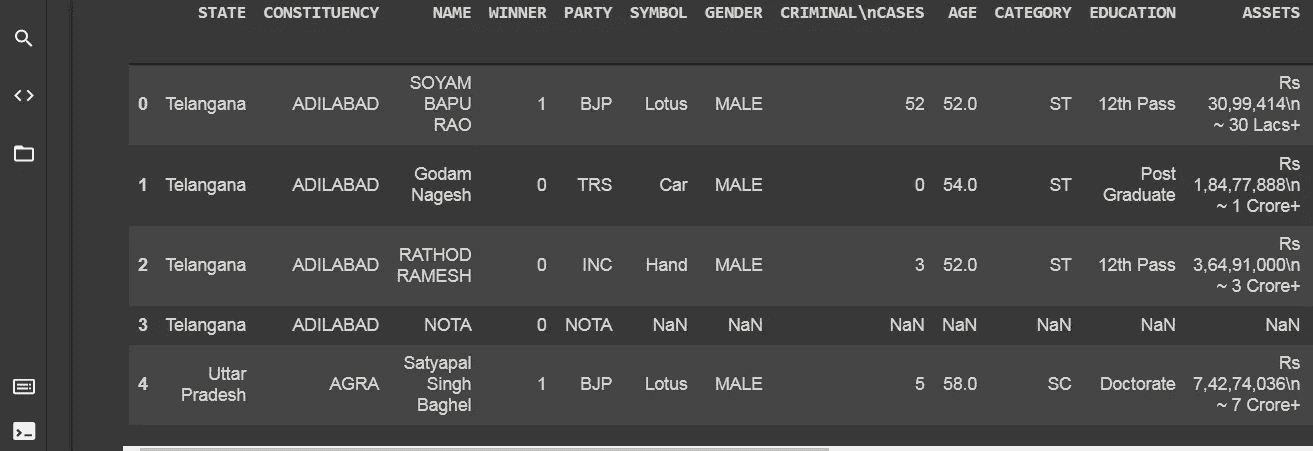 STATE CONSTITUENCY NAME WINNER PARTY SYMBOL GENDER CRIMINAL\nCASES AGE CATEGORY EDUCATION ASSETS
0 Telangana ADILABAD SOYAM BAPU RAO 1 BJP Lotus MALE 52 52.0 ST 12th Pass Rs 30,99,414\n ~ 30 Lacs+
1 Telangana ADILABAD Godam Nagesh 0 TRS Car MALE 0 54.0 ST Post Graduate Rs 1,84,77,888\n ~ 1 Crore+
2 Telangana ADILABAD RATHOD RAMESH 0 INC Hand MALE 3 52.0 ST 12th Pass Rs 3,64,91,000\n ~ 3 Crore+
3 Telangana ADILABAD NOTA 0 NOTA NaN NaN NaN NaN NaN NaN NaN
4 Uttar Pradesh AGRA Satyapal Singh Baghel 1 BJP Lotus MALE 5 58.0 SC Doctorate Rs 7,42,74,036\n ~ 7 Crore+